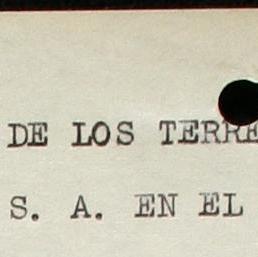 DE LOS TERRE
S. A. EN EL